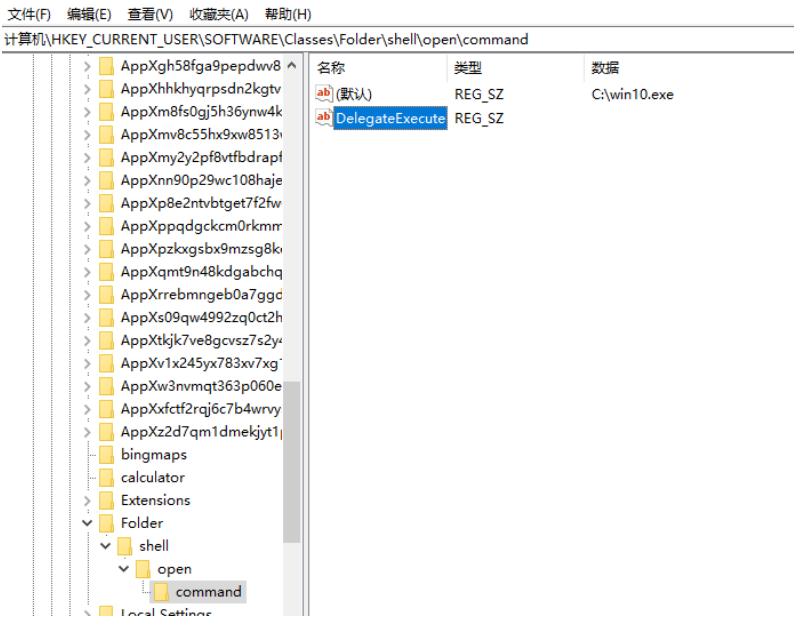 文件(F) 编辑(E) 查看(V) 收藏夹(A) 帮助(H)
计算机\HKEY_CURRENT_USER\SOFTWARE\Classes\Folder\shell\open\command
AppXgh58fga9pepdwv8
AppXhhkhyqrpsdn2kgtv
AppXm8fs0gj5h36ynw4k
AppXmv8c55hx9xw8513
AppXmy2y2pf8vtfbdrapf
AppXnn90p29wc108haje
AppXp8e2ntvbtget7f2fw
AppXppqdgckcm0rkmm
AppXpzkxgsbx9mzsg8k
AppXqmt9n48kdgabchq
AppXrrebmngeb0a7ggd
AppXs09qw4992zq0ct2h
AppXtkjk7ve8gcvsz7s2y
AppXv1x245yx783xv7xg
AppXw3nvmqt363p060e
AppXxfctf2rqj6c7b4wrvy
AppXz2d7qm1dmekjyt1
bingmaps
calculator
Extensions
Folder
shell
open
command
Local Settings
名称 类型 数据
(默认) REG_SZ C:\win10.exe
DelegateExecute REG_SZ